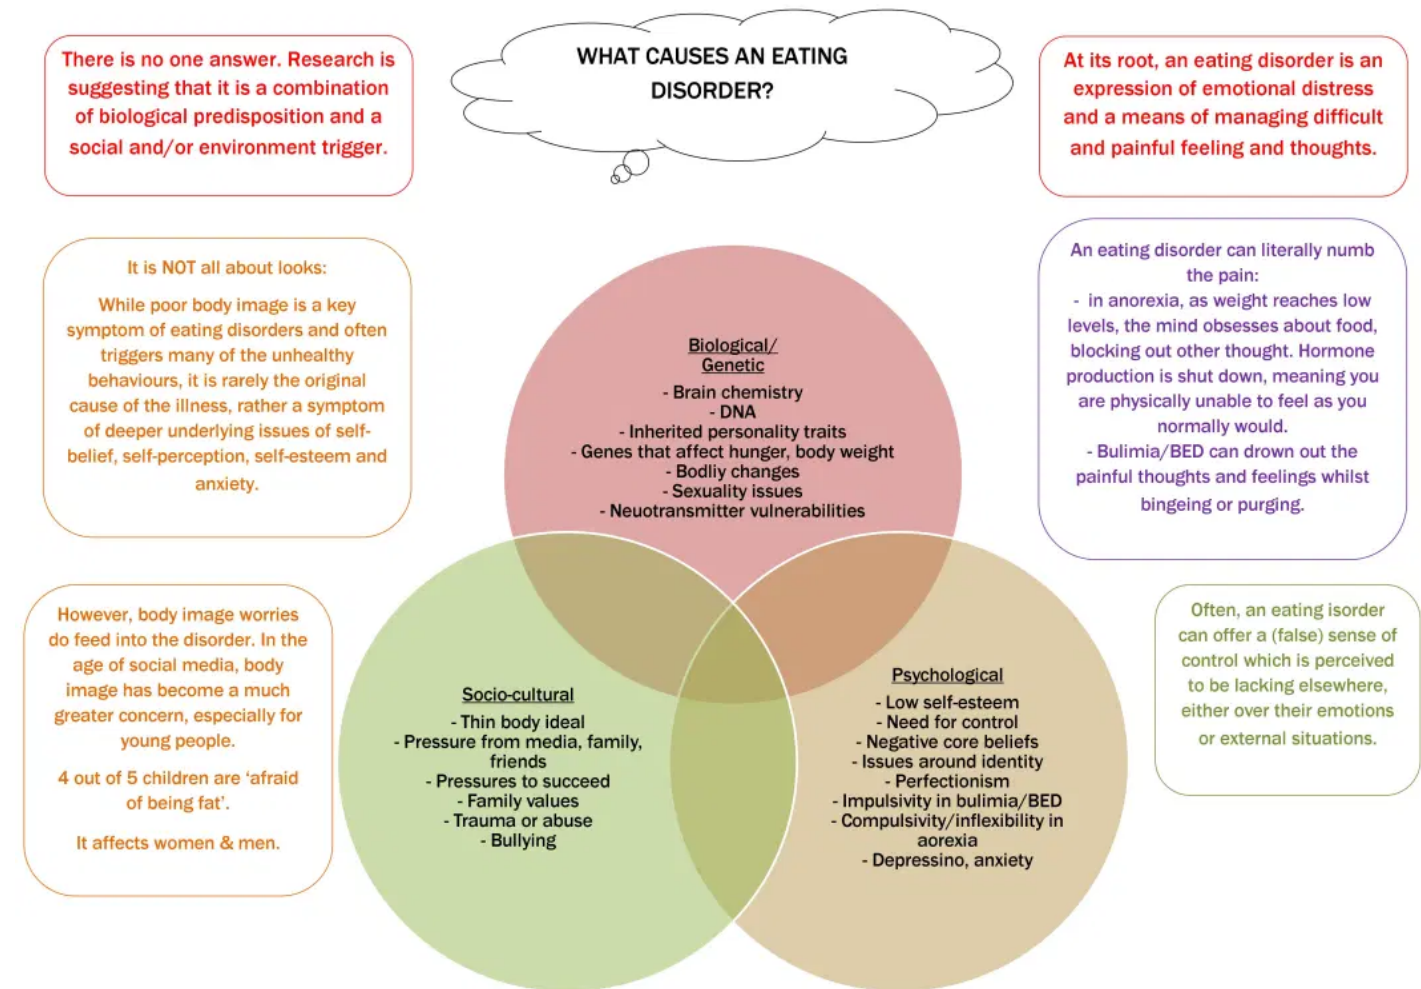 WHAT CAUSES AN EATING
DISORDER?
There is no one answer. Research is
suggesting that it is a combination
of biological predisposition and a
social and/or environment trigger.
At its root, an eating disorder is an
expression of emotional distress
and a means of managing difficult
and painful feeling and thoughts.
It is NOT all about looks:
While poor body image is a key
symptom of eating disorders and often
triggers many of the unhealthy
behaviours, it is rarely the original
cause of the illness, rather a symptom
of deeper underlying issues of self-
belief, self-perception, self-esteem and
anxiety.
An eating disorder can literally numb
the pain:
- in anorexia, as weight reaches low
levels, the mind obsesses about food,
blocking out other thought. Hormone
production is shut down, meaning you
are physically unable to feel as you
normally would.
- Bulimia/BED can drown out the
painful thoughts and feelings whilst
bingeing or purging.
Biological/
Genetic
- Brain chemistry
- DNA
- Inherited personality traits
- Genes that affect hunger, body weight
- Bodliy changes
- Sexuality issues
- Neuotransmitter vulnerabilities
However, body image worries
do feed into the disorder. In the
age of social media, body
image has become a much
greater concern, especially for
young people.
4 out of 5 children are ‘afraid
of being fat’.
It affects women & men.
Socio-cultural
- Thin body ideal
- Pressure from media, family,
friends
- Pressures to succeed
- Family values
- Trauma or abuse
- Bullying
Psychological
- Low self-esteem
- Need for control
- Negative core beliefs
- Issues around identity
- Perfectionism
- Impulsivity in bulimia/BED
- Compulsivity/inflexibility in
aorexia
- Depressino, anxiety
Often, an eating isorder
can offer a (false) sense of
control which is perceived
to be lacking elsewhere,
either over their emotions
or external situations.